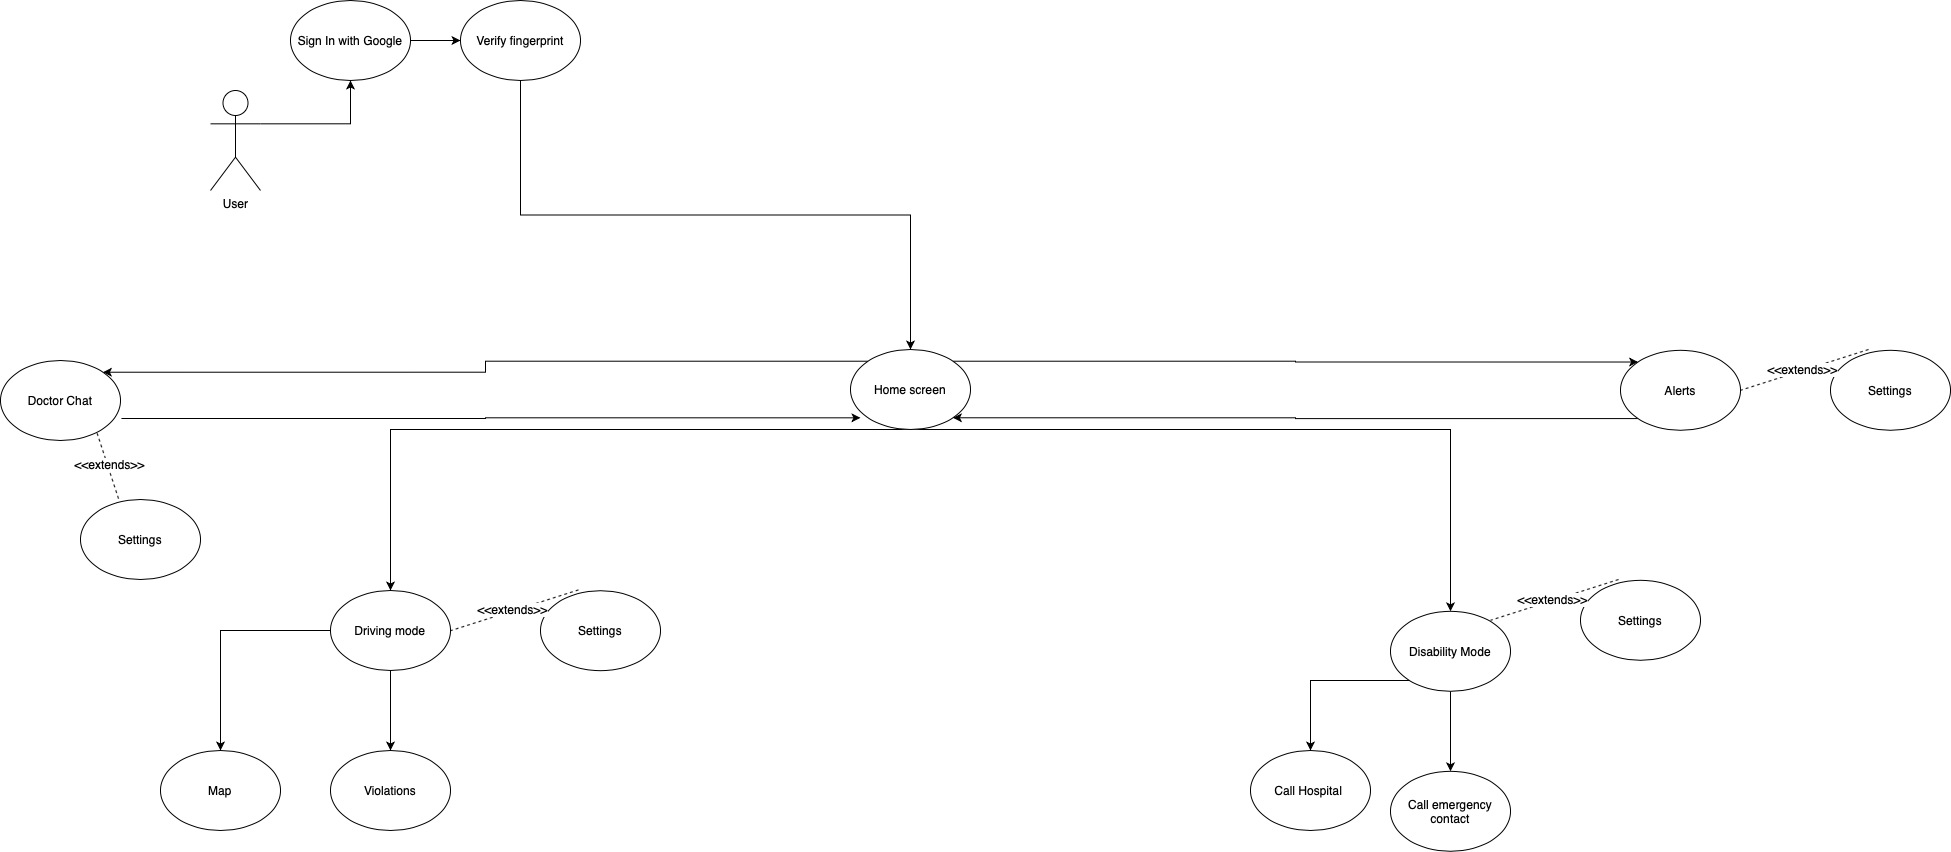 Sign In with Google
Verify fingerprint
User
Home screen
Doctor Chat
Alerts
<<extends>>
Settings
<<extends>>
Settings
Driving mode
<<extends>>
Settings
Disability Mode
<<extends>>
Settings
Map
Violations
Call Hospital
Call emergency
contact